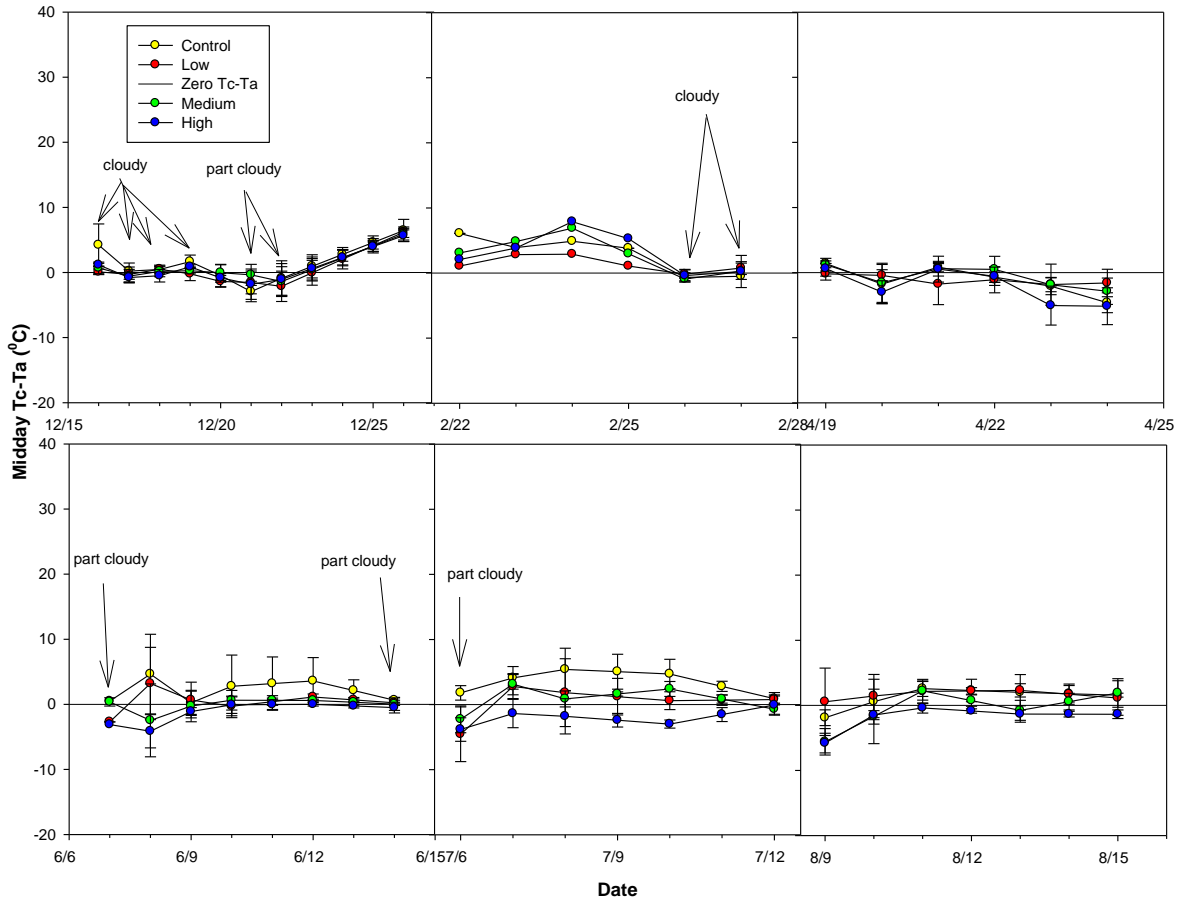 40
30
20
10
0
-10
-20
Control
Low
Zero Tc-Ta
Medium
High
cloudy
part cloudy
cloudy
12/15
12/20
12/25
2/22
2/25
2/28
4/19
4/22
4/25
Midday Tc-Ta (⁰C)
40
30
20
10
0
-10
-20
part cloudy
part cloudy
part cloudy
6/6
6/9
6/12
6/15
7/6
7/9
7/12
8/9
8/12
8/15
Date